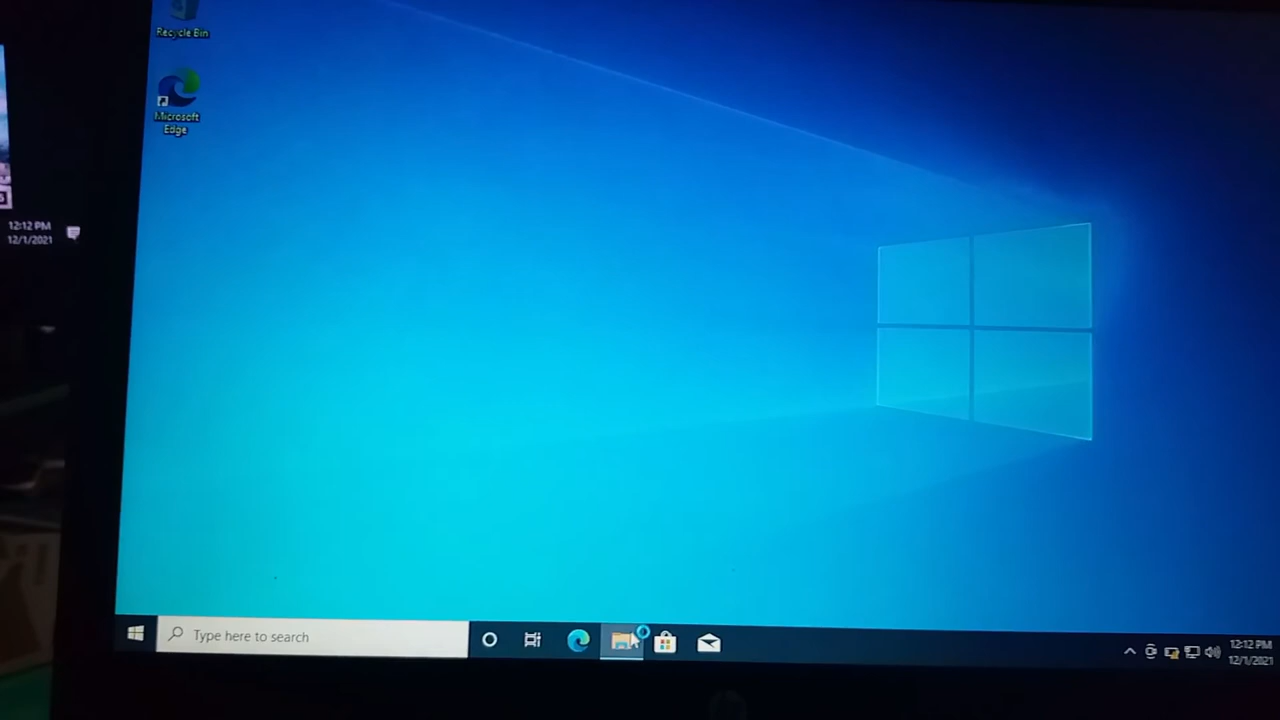 Recycle Bin
Microsoft
Edge
12:12 PM
12/1/2021
Type here to search
12:12 PM
12/1/2021